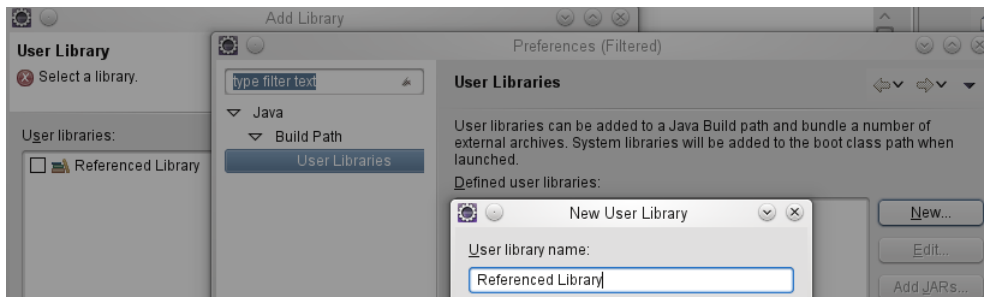 Add Library
User Library
Select a library.
User libraries:
Referenced Library
Preferences (Filtered)
type filter text
Java
Build Path
User Libraries
User Libraries
User libraries can be added to a Java Build path and bundle a number of
external archives. System libraries will be added to the boot class path when
launched.
Defined user libraries:
New...
Edit...
Add JARs...
New User Library
User library name:
Referenced Library